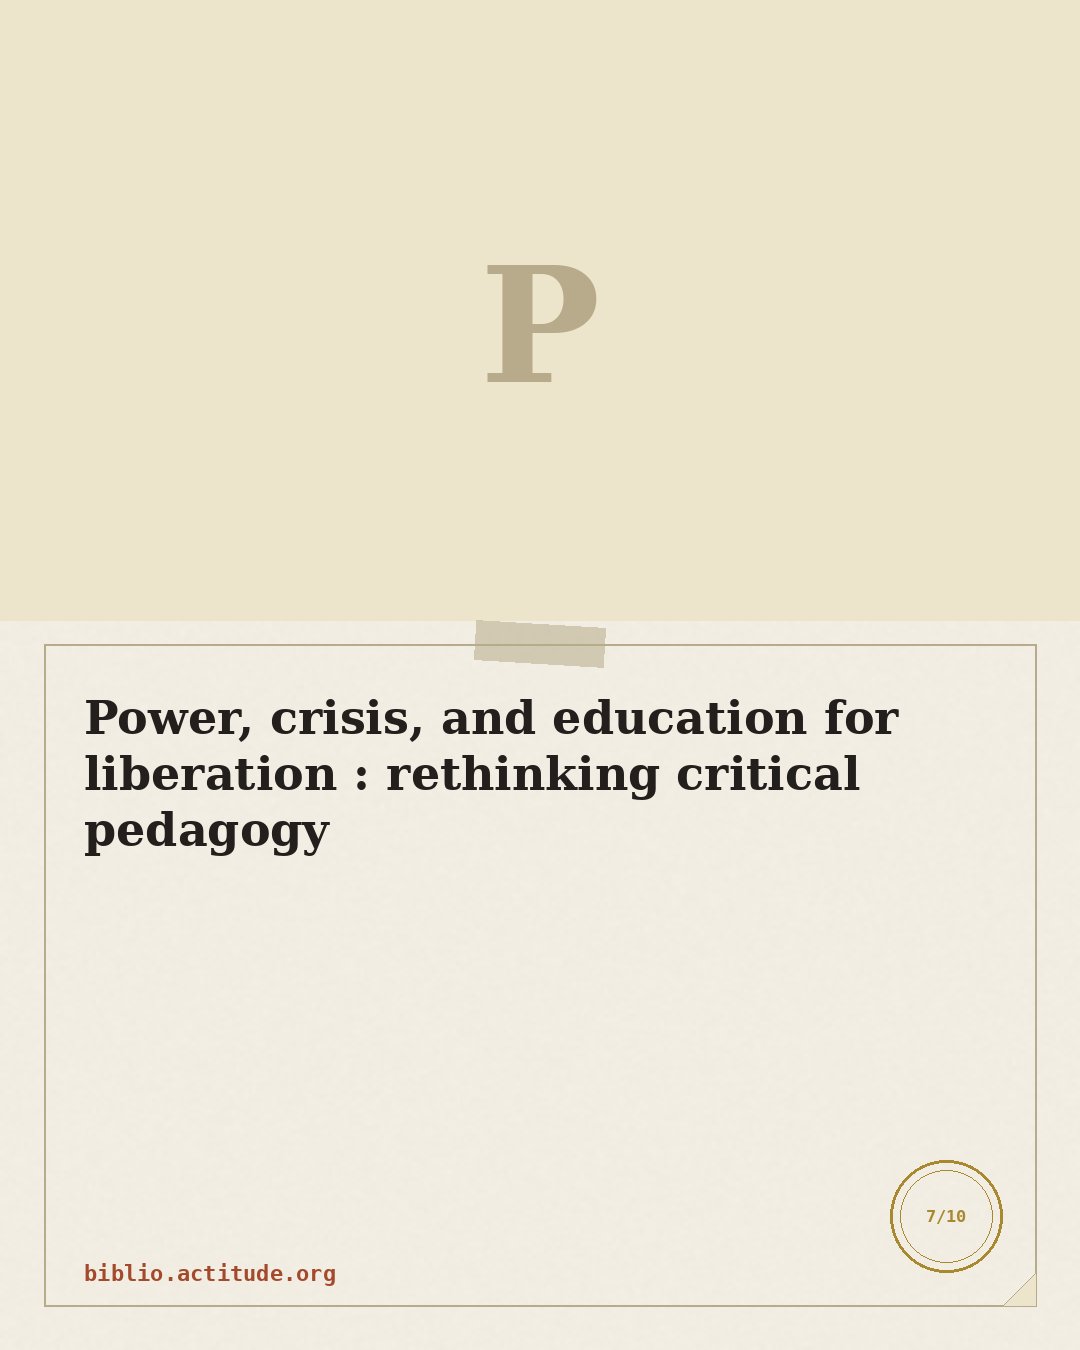 P
Power, crisis, and education for
liberation : rethinking critical
pedagogy
7/10
biblio.actitude.org